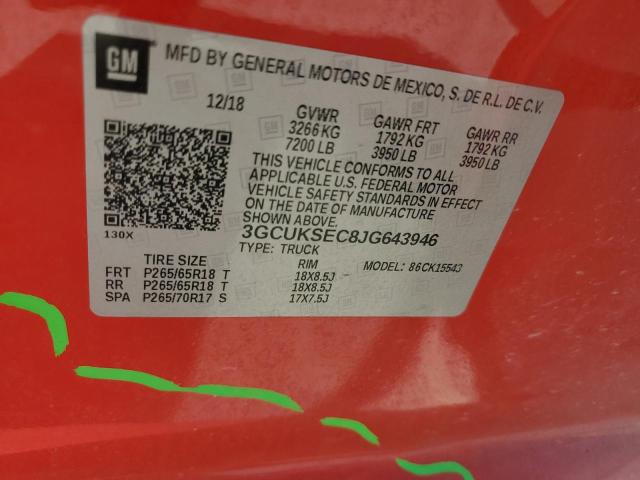 GM
MFD BY GENERAL MOTORS DE MEXICO, S. DE R.L. DE C.V.
12/18
GVWR GAWR FRT GAWR RR
3266 KG 1792 KG 1792 KG
7200 LB 3950 LB 3950 LB
THIS VEHICLE CONFORMS TO ALL
APPLICABLE U.S. FEDERAL MOTOR
VEHICLE SAFETY STANDARDS IN EFFECT
ON THE DATE OF MANUFACTURE
SHOWN ABOVE.
3GCUKSEC8JG643946
TYPE: TRUCK
130X
TIRE SIZE RIM MODEL: 86CK15543
FRT P265/65R18 T 18X8.5J
RR P265/65R18 T 18X8.5J
SPA P265/70R17 S 17X7.5J